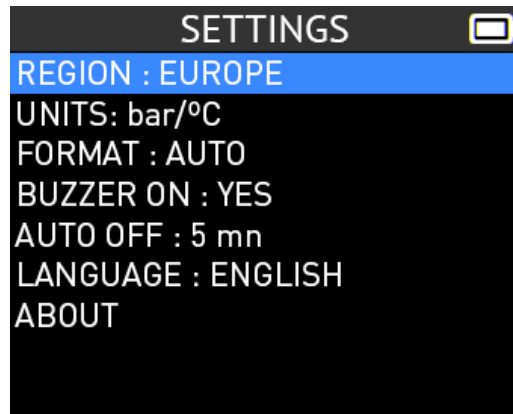 SETTINGS
REGION : EUROPE
UNITS: bar/ºC
FORMAT : AUTO
BUZZER ON : YES
AUTO OFF : 5 mn
LANGUAGE : ENGLISH
ABOUT